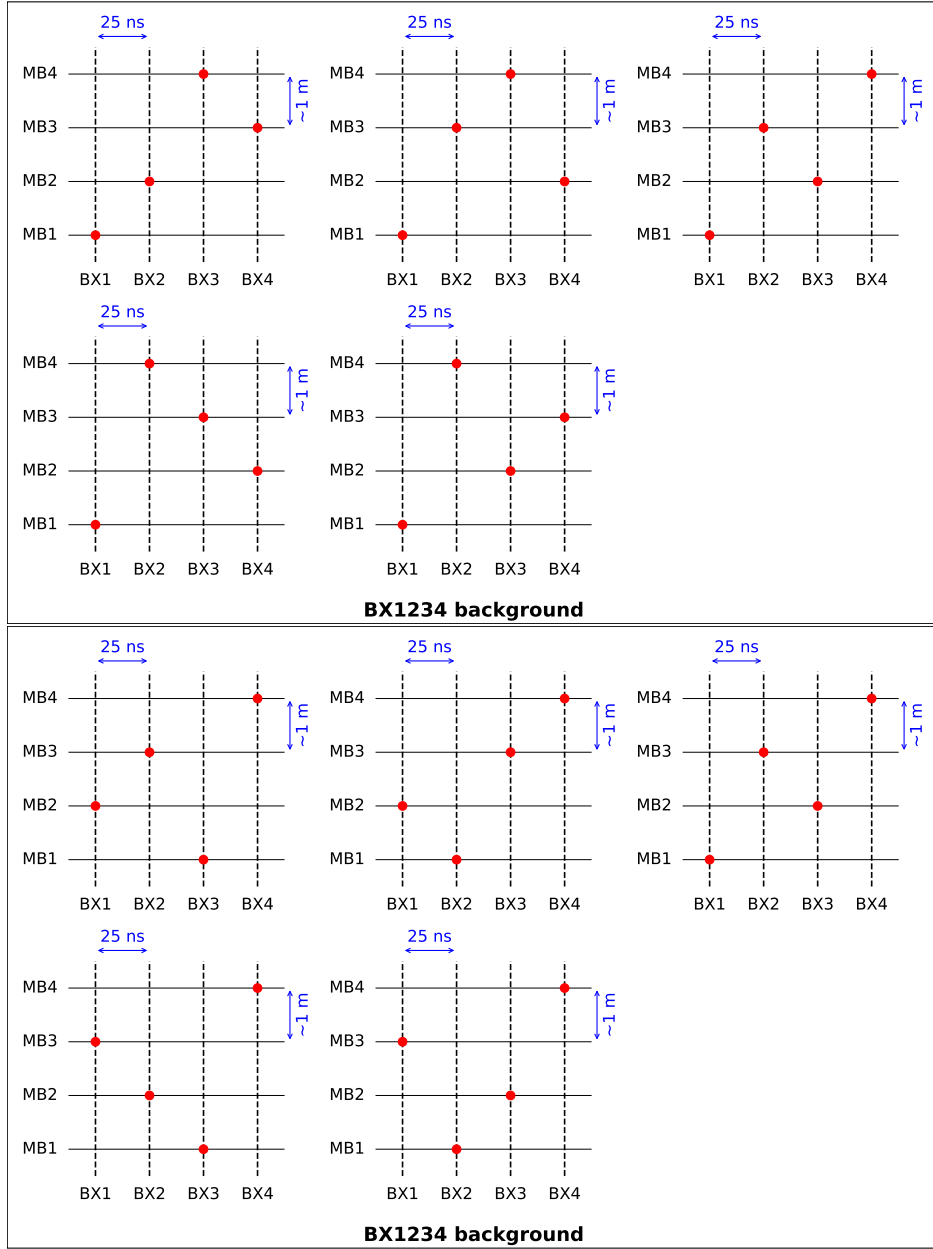 25 ns 25 ns 25 ns
MB4 MB4 MB4
~1 m ~1 m ~1 m
MB3 MB3 MB3
MB2 MB2 MB2
MB1 MB1 MB1
BX1 BX2 BX3 BX4 BX1 BX2 BX3 BX4 BX1 BX2 BX3 BX4
25 ns 25 ns
MB4 MB4
~1 m ~1 m
MB3 MB3
MB2 MB2
MB1 MB1
BX1 BX2 BX3 BX4 BX1 BX2 BX3 BX4
BX1234 background
25 ns 25 ns 25 ns
MB4 MB4 MB4
~1 m ~1 m ~1 m
MB3 MB3 MB3
MB2 MB2 MB2
MB1 MB1 MB1
BX1 BX2 BX3 BX4 BX1 BX2 BX3 BX4 BX1 BX2 BX3 BX4
25 ns 25 ns
MB4 MB4
~1 m ~1 m
MB3 MB3
MB2 MB2
MB1 MB1
BX1 BX2 BX3 BX4 BX1 BX2 BX3 BX4
BX1234 background